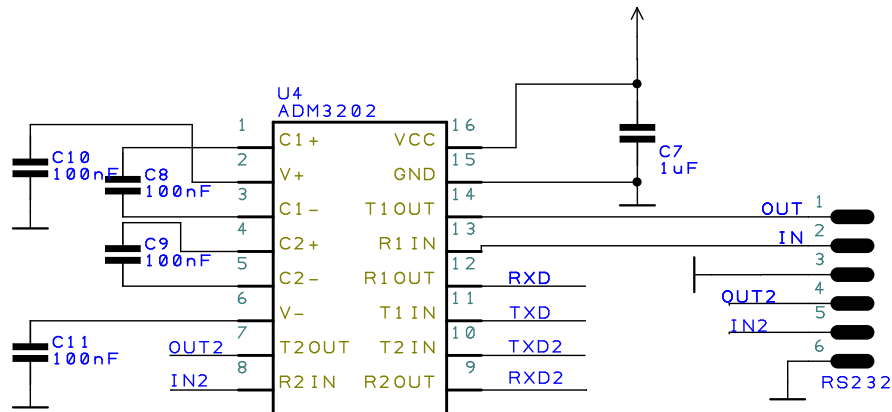 U4
ADM3202
1 C1+ VCC 16
2 V+ GND 15
3 C1- T1OUT 14
4 C2+ R1IN 13
5 C2- R1OUT 12 RXD
6 V- T1IN 11 TXD
OUT2 7 T2OUT T2IN 10 TXD2
IN2 8 R2IN R2OUT 9 RXD2
C10
100nF
C8
100nF
C9
100nF
C11
100nF
C7
1uF
OUT 1
IN 2
3
OUT2 4
IN2 5
6
RS232